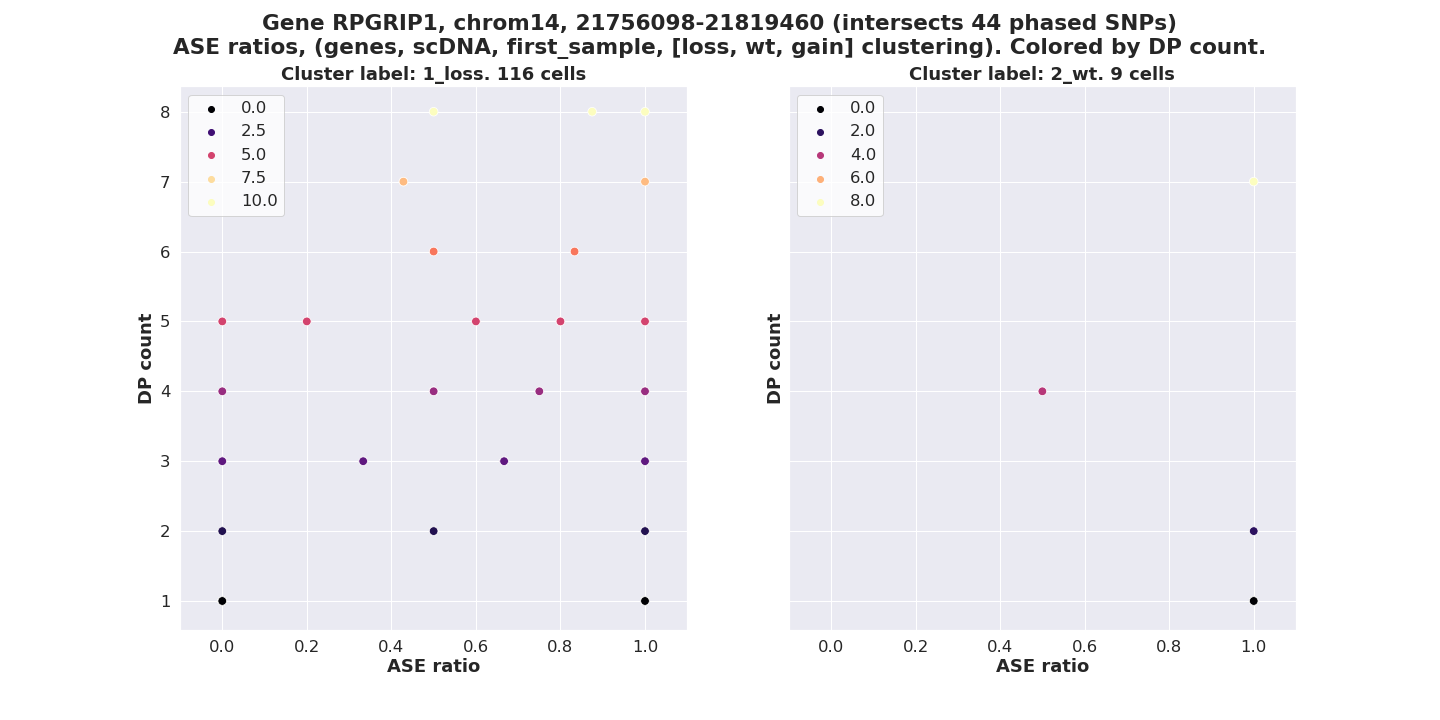 Gene RPGRIP1, chrom14, 21756098-21819460 (intersects 44 phased SNPs)
ASE ratios, (genes, scDNA, first_sample, [loss, wt, gain] clustering). Colored by DP count.
Cluster label: 1_loss. 116 cells
0.0
2.5
5.0
7.5
10.0
DP count
8
7
6
5
4
3
2
1
0.0 0.2 0.4 0.6 0.8 1.0
ASE ratio
Cluster label: 2_wt. 9 cells
0.0
2.0
4.0
6.0
8.0
DP count
0.0 0.2 0.4 0.6 0.8 1.0
ASE ratio